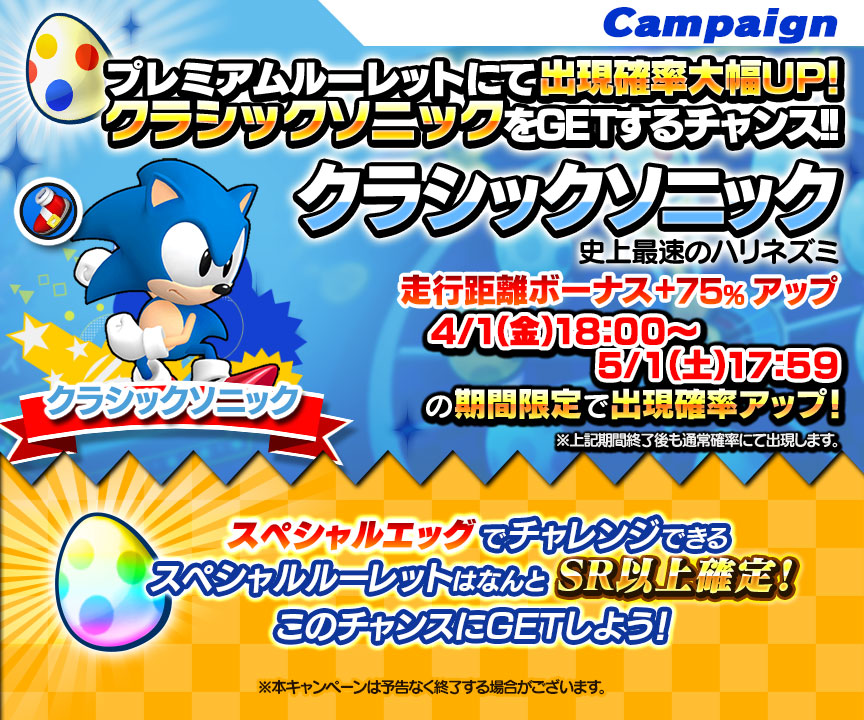 Campaign
プレミアムルーレットにて出現確率大幅UP!
クラシックソニックをGETするチャンス!!
クラシックソニック
史上最速のハリネズミ
走行距離ボーナス+75%アップ
4/1(金)18:00～
5/1(土)17:59
の期間限定で出現確率アップ!
※上記期間終了後も通常確率にて出現します。
クラシックソニック
スペシャルエッグでチャレンジできる
スペシャルルーレットはなんとSR以上確定!
このチャンスにGETしよう!
※本キャンペーンは予告なく終了する場合がございます。